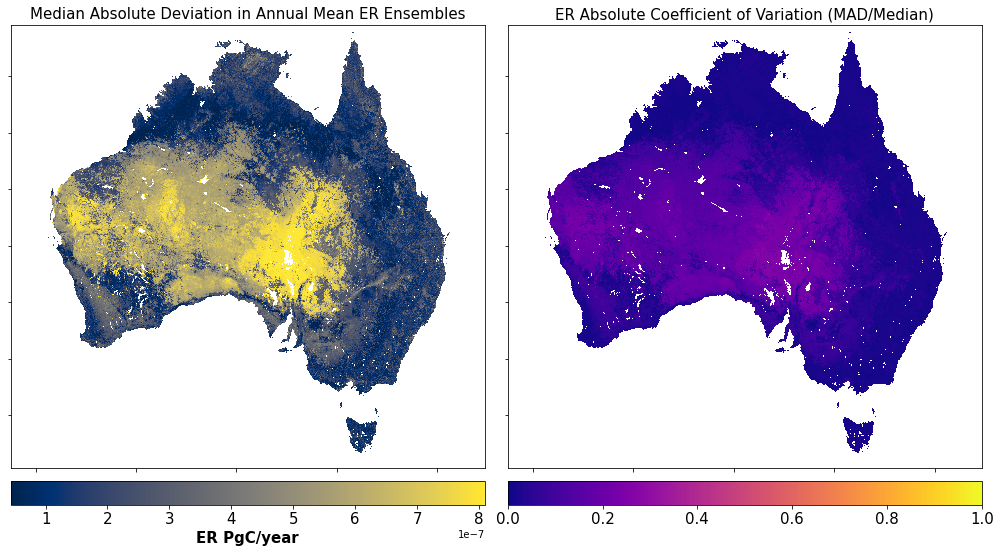 Median Absolute Deviation in Annual Mean ER Ensembles
ER Absolute Coefficient of Variation (MAD/Median)
1 2 3 4 5 6 7 8
1e−7
ER PgC/year
0.0 0.2 0.4 0.6 0.8 1.0